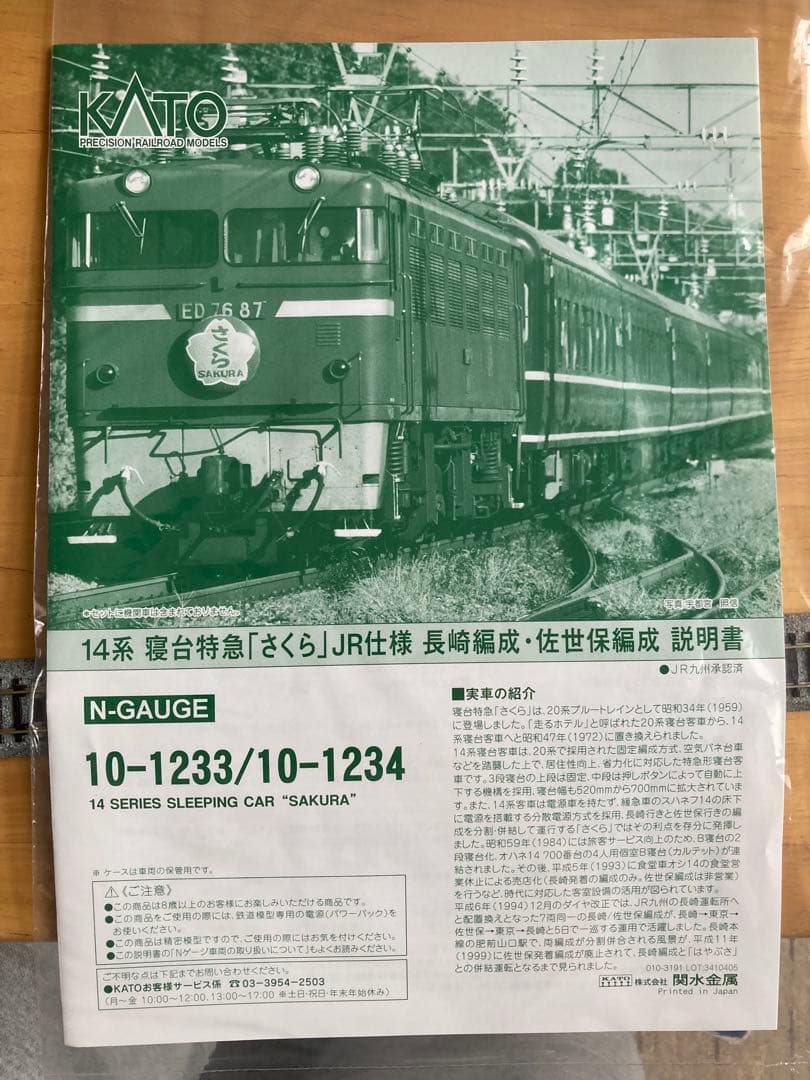 KATO
PRECISION RAILROAD MODELS
ED 76 87
さくら
SAKURA
※セットに機関車は含まれておりません。
写真:宇都宮 照信
14系 寝台特急「さくら」JR仕様 長崎編成・佐世保編成 説明書
●JR九州承認済
N-GAUGE
10-1233/10-1234
14 SERIES SLEEPING CAR “SAKURA”
■実車の紹介
寝台特急「さくら」は、20系ブルートレインとして昭和34年(1959)
に登場しました。「走るホテル」と呼ばれた20系寝台客車から、14
系寝台客車へと昭和47年(1972)に置き換えられました。
14系寝台客車は、20系で採用された固定編成方式、空気バネ台車
などを踏襲した上で、居住性向上、省力化に対応した特急形寝台客
車です。3段寝台の上段は固定、中段は押しボタンによって自動に上
下する機構を採用、寝台幅も520mmから700mmに拡大されていま
す。また、14系客車は電源車を持たず、緩急車のスハネフ14の床下
に電源を搭載する分散電源方式を採用、長崎行きと佐世保行きの編
成を分割・併結して運行する「さくら」ではその利点を存分に発揮しま
した。昭和59年(1984)には旅客サービス向上のため、B寝台の2
段寝台化、オハネ14 700番台の4人用個室B寝台(カルテット)が連
結されました。その後、平成5年(1993)に食堂車オシ14の食堂営
業休止による売店化(長崎発着の編成のみ。佐世保編成は非営業)
を行うなど、時代に対応した客室設備の活用が図られています。
平成6年(1994)12月のダイヤ改正では、JR九州の長崎運転所へ
と配置換えとなった7両同一の長崎/佐世保編成が、長崎→東京→
佐世保→東京→長崎と5日で一巡する運用で活躍しました。長崎本
線の肥前山口駅で、両編成が分割併合される風景が、平成11年
(1999)に佐世保発着編成が廃止されて、長崎編成と「はやぶさ」
との併結運転となるまで見られました。
010-3191 LOT:3410405
KATO 株式会社 関水金属
Printed in Japan
※ ケースは車両の保管用です。
⚠《ご注意》
●この商品は8歳以上のお客様にお楽しみいただける商品です。
●この商品をご使用の際には、鉄道模型専用の電源(パワーパック)を
お使いください。
●この商品は精密模型ですので、ご使用の際にはお気を付けください。
●この説明書の「Nゲージ車両の取り扱いについて」もよくお読みください。
ご不明な点は下記までお問い合わせください。
●KATOお客様サービス係 ☎03-3954-2503
(月〜金 10:00〜12:00、13:00〜17:00 ※土日・祝日・年末年始休み)